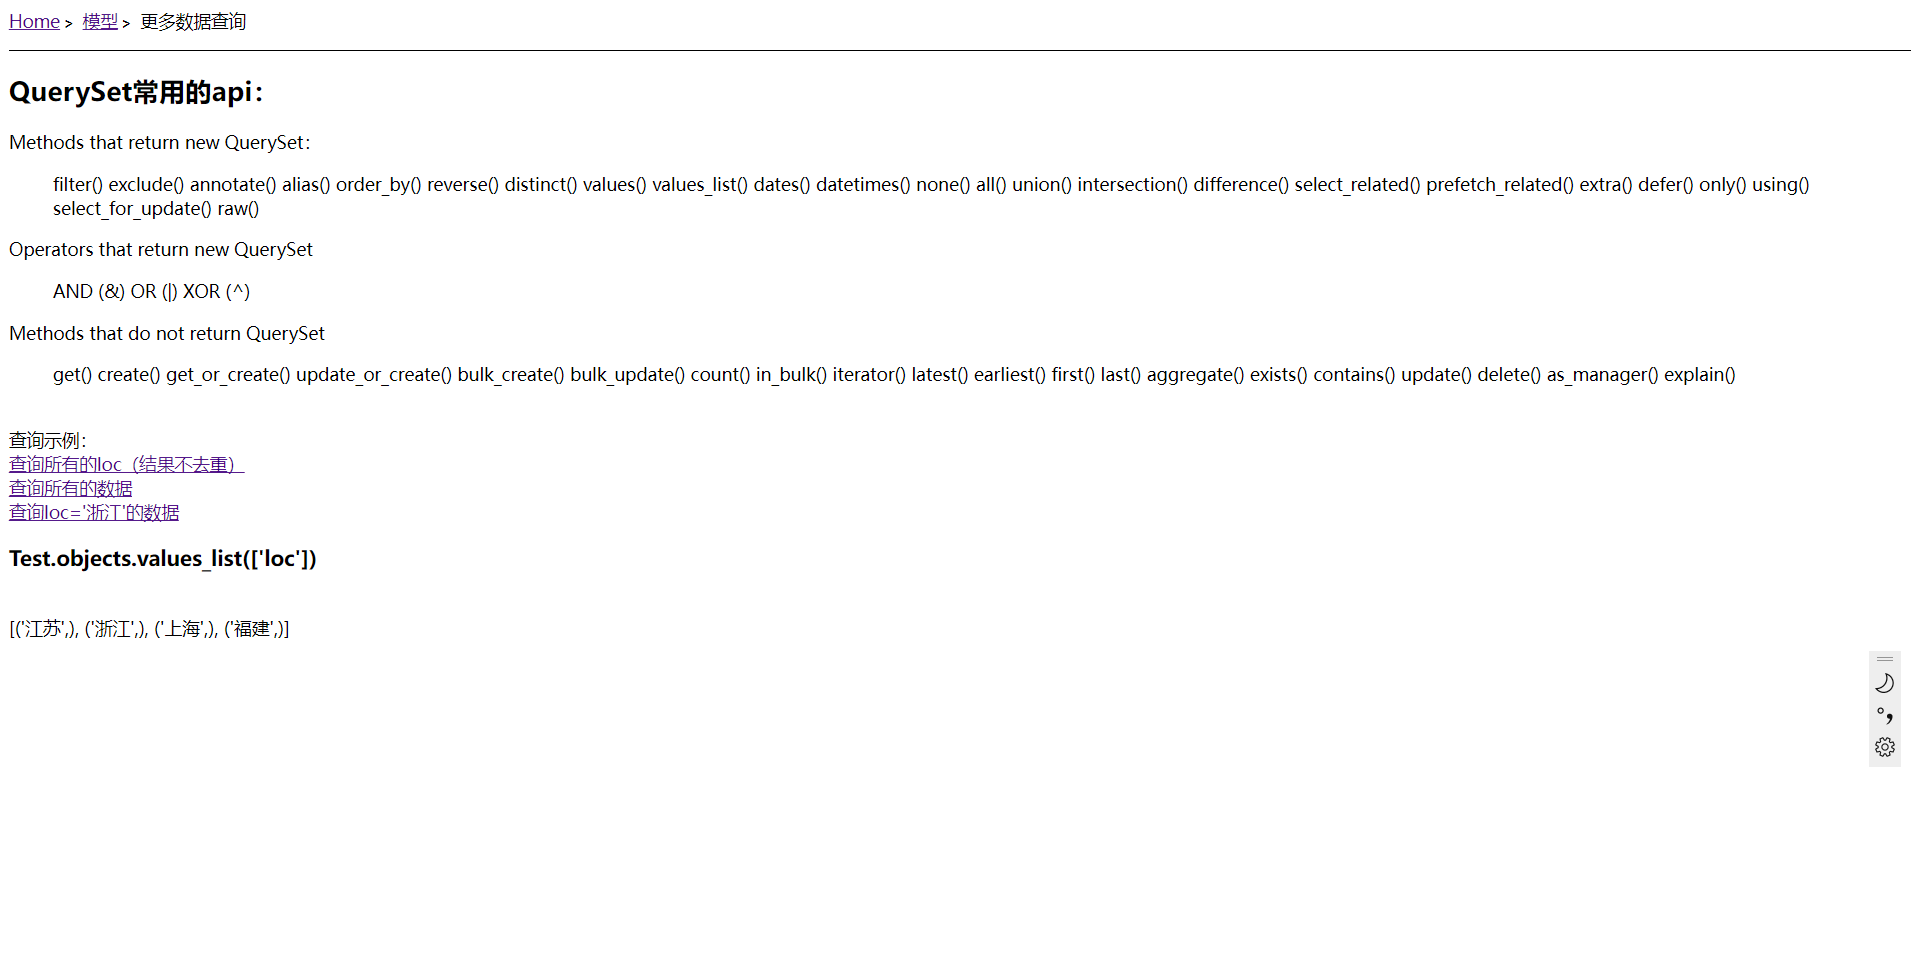 Home > 模型 > 更多数据查询
QuerySet常用的api：
Methods that return new QuerySet：
filter() exclude() annotate() alias() order_by() reverse() distinct() values() values_list() dates() datetimes() none() all() union() intersection() difference() select_related() prefetch_related() extra() defer() only() using()
select_for_update() raw()
Operators that return new QuerySet
AND (&) OR (|) XOR (^)
Methods that do not return QuerySet
get() create() get_or_create() update_or_create() bulk_create() bulk_update() count() in_bulk() iterator() latest() earliest() first() last() aggregate() exists() contains() update() delete() as_manager() explain()
查询示例：
查询所有的loc（结果不去重）
查询所有的数据
查询loc='浙江'的数据
Test.objects.values_list(['loc'])
[('江苏',), ('浙江',), ('上海',), ('福建',)]